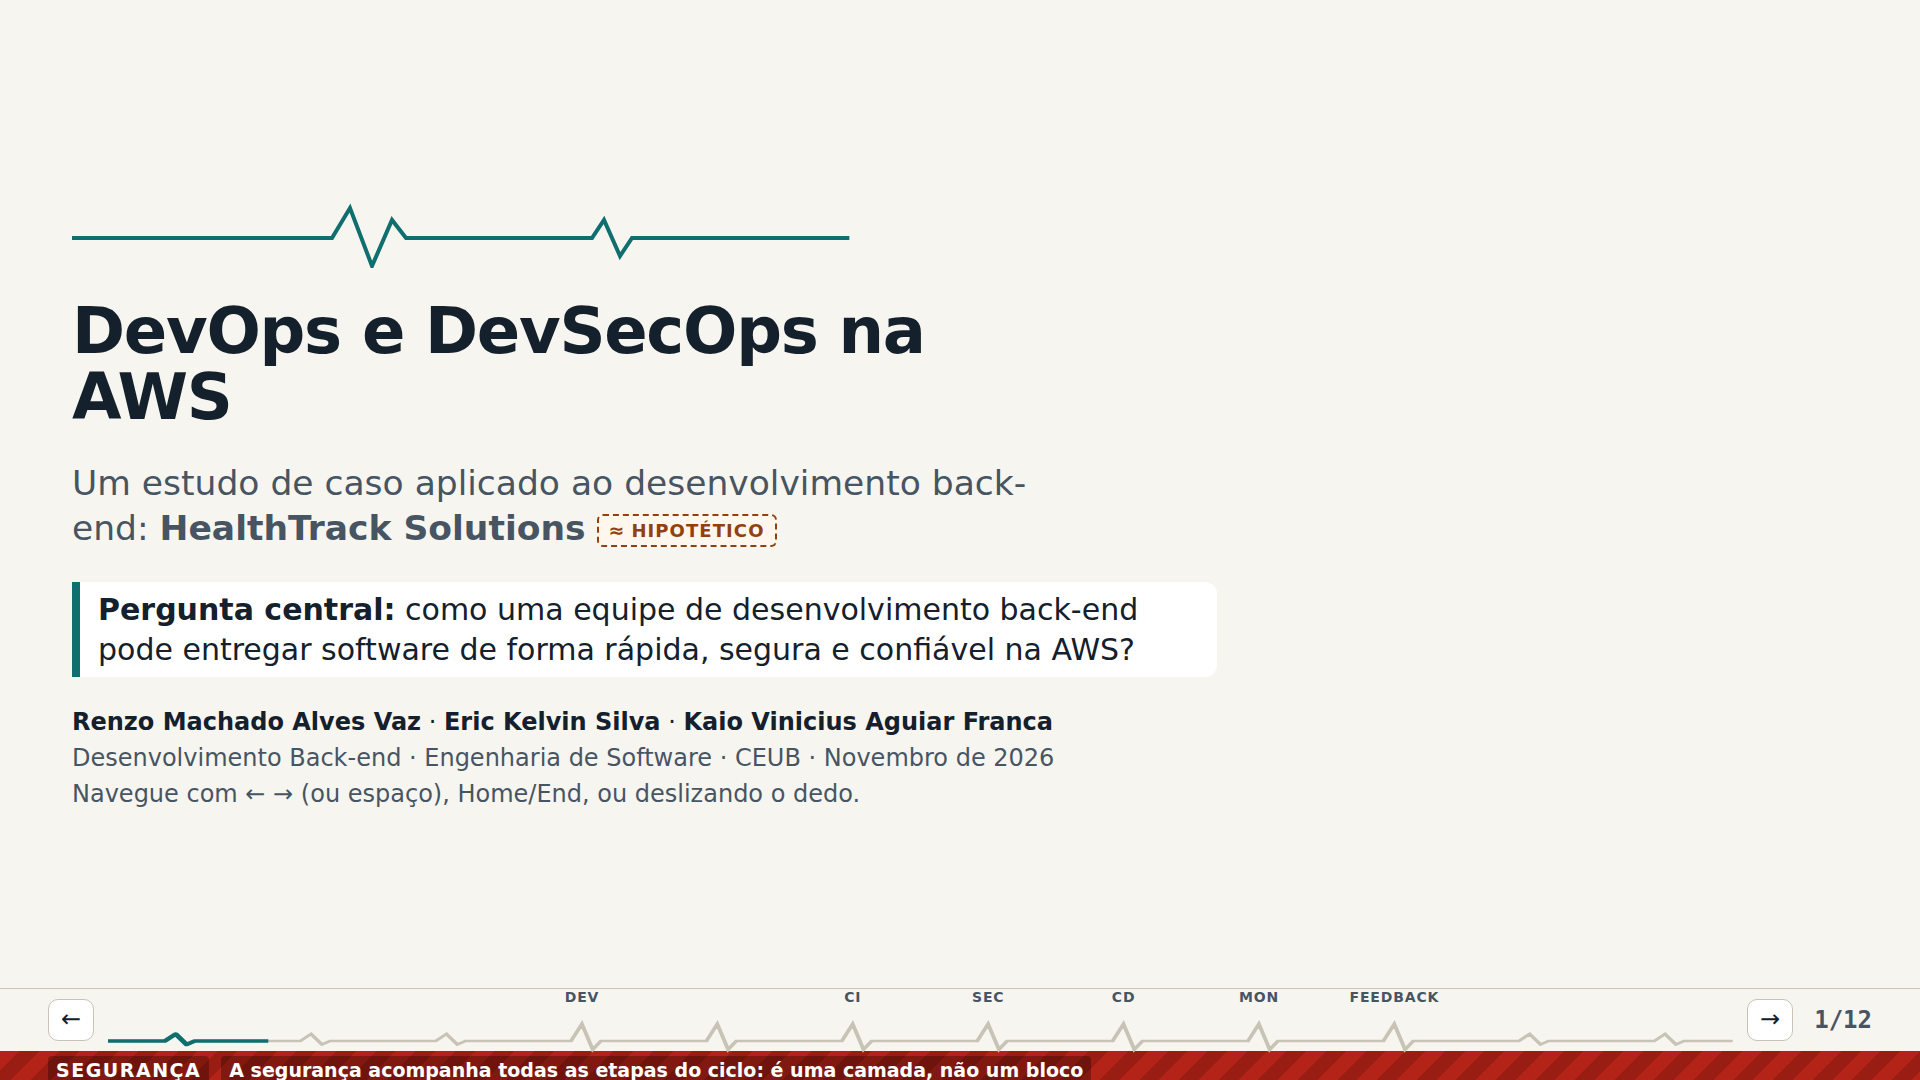 DevOps e DevSecOps na
AWS
Um estudo de caso aplicado ao desenvolvimento back-
end: HealthTrack Solutions ≈ HIPOTÉTICO
Pergunta central: como uma equipe de desenvolvimento back-end
pode entregar software de forma rápida, segura e confiável na AWS?
Renzo Machado Alves Vaz · Eric Kelvin Silva · Kaio Vinicius Aguiar Franca
Desenvolvimento Back-end · Engenharia de Software · CEUB · Novembro de 2026
Navegue com ← → (ou espaço), Home/End, ou deslizando o dedo.
DEV CI SEC CD MON FEEDBACK
← → 1/12
SEGURANÇA A segurança acompanha todas as etapas do ciclo: é uma camada, não um bloco